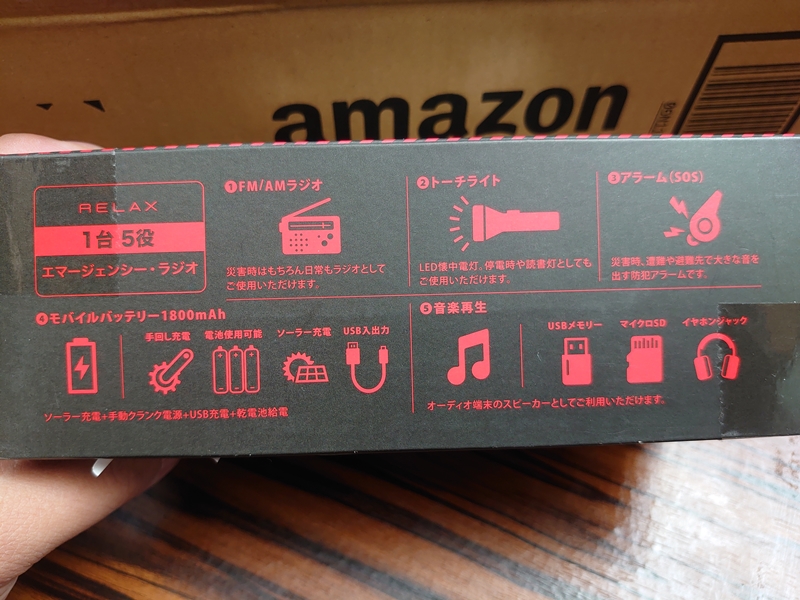 amazon
RELAX
1台 5役
エマージェンシー・ラジオ
❶FM/AMラジオ
災害時はもちろん日常もラジオとして
ご使用いただけます。
❷トーチライト
LED懐中電灯。停電時や読書灯としても
ご使用いただけます。
❸アラーム(SOS)
災害時、遭難や避難先で大きな音を
出す防犯アラームです。
❹モバイルバッテリー1800mAh
手回し充電
電池使用可能
ソーラー充電
USB入出力
ソーラー充電+手動クランク電源+USB充電+乾電池給電
❺音楽再生
USBメモリー
マイクロSD
イヤホンジャック
オーディオ端末のスピーカーとしてご利用いただけます。